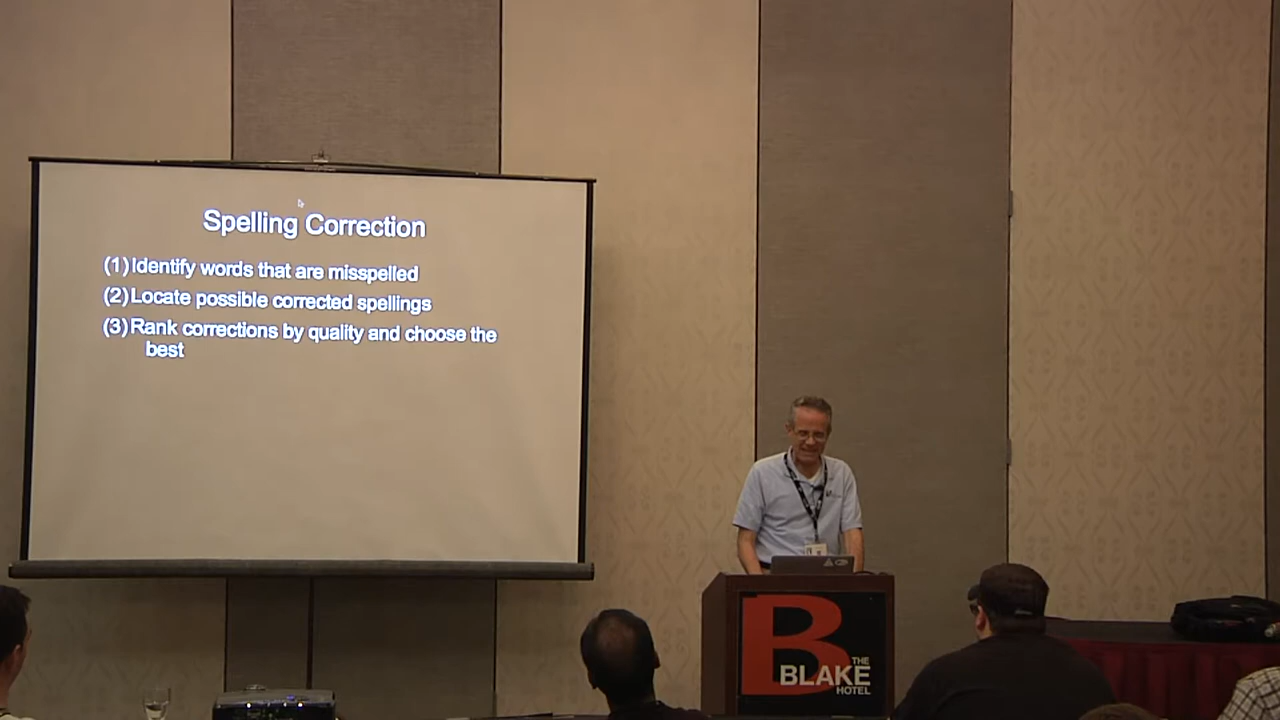 Spelling Correction
(1) Identify words that are misspelled
(2) Locate possible corrected spellings
(3) Rank corrections by quality and choose the
best
B
THE
BLAKE
HOTEL